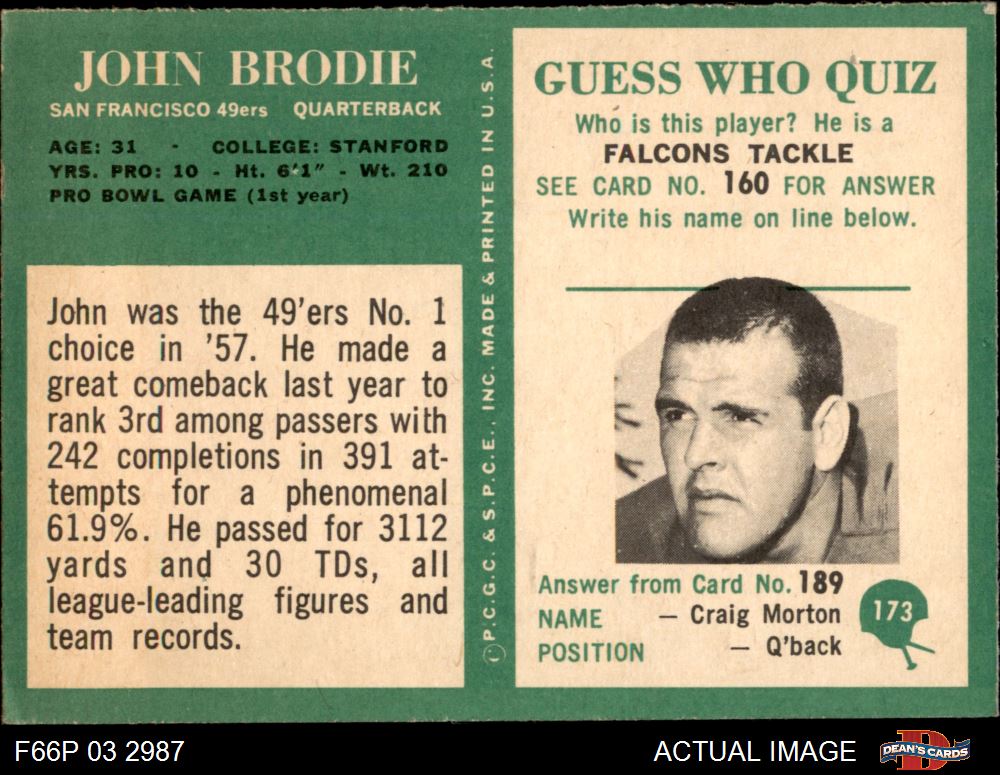 JOHN BRODIE
SAN FRANCISCO 49ers QUARTERBACK
AGE: 31 - COLLEGE: STANFORD
YRS. PRO: 10 - Ht. 6'1" - Wt. 210
PRO BOWL GAME (1st year)
John was the 49'ers No. 1
choice in '57. He made a
great comeback last year to
rank 3rd among passers with
242 completions in 391 at-
tempts for a phenomenal
61.9%. He passed for 3112
yards and 30 TDs, all
league-leading figures and
team records.
P.C.G.C. & S.P.C.E., INC. MADE & PRINTED IN U.S.A.
GUESS WHO QUIZ
Who is this player? He is a
FALCONS TACKLE
SEE CARD NO. 160 FOR ANSWER
Write his name on line below.
Answer from Card No. 189
NAME – Craig Morton
POSITION – Q'back
173
F66P 03 2987
ACTUAL IMAGE
D
DEAN'S CARDS